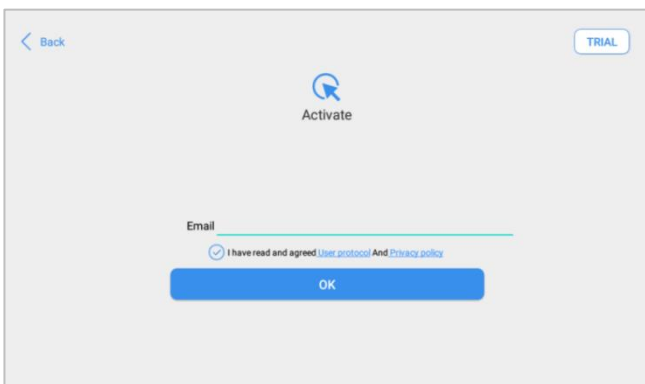 Back
TRIAL
Activate
Email
I have read and agreed User protocol And Privacy policy
OK